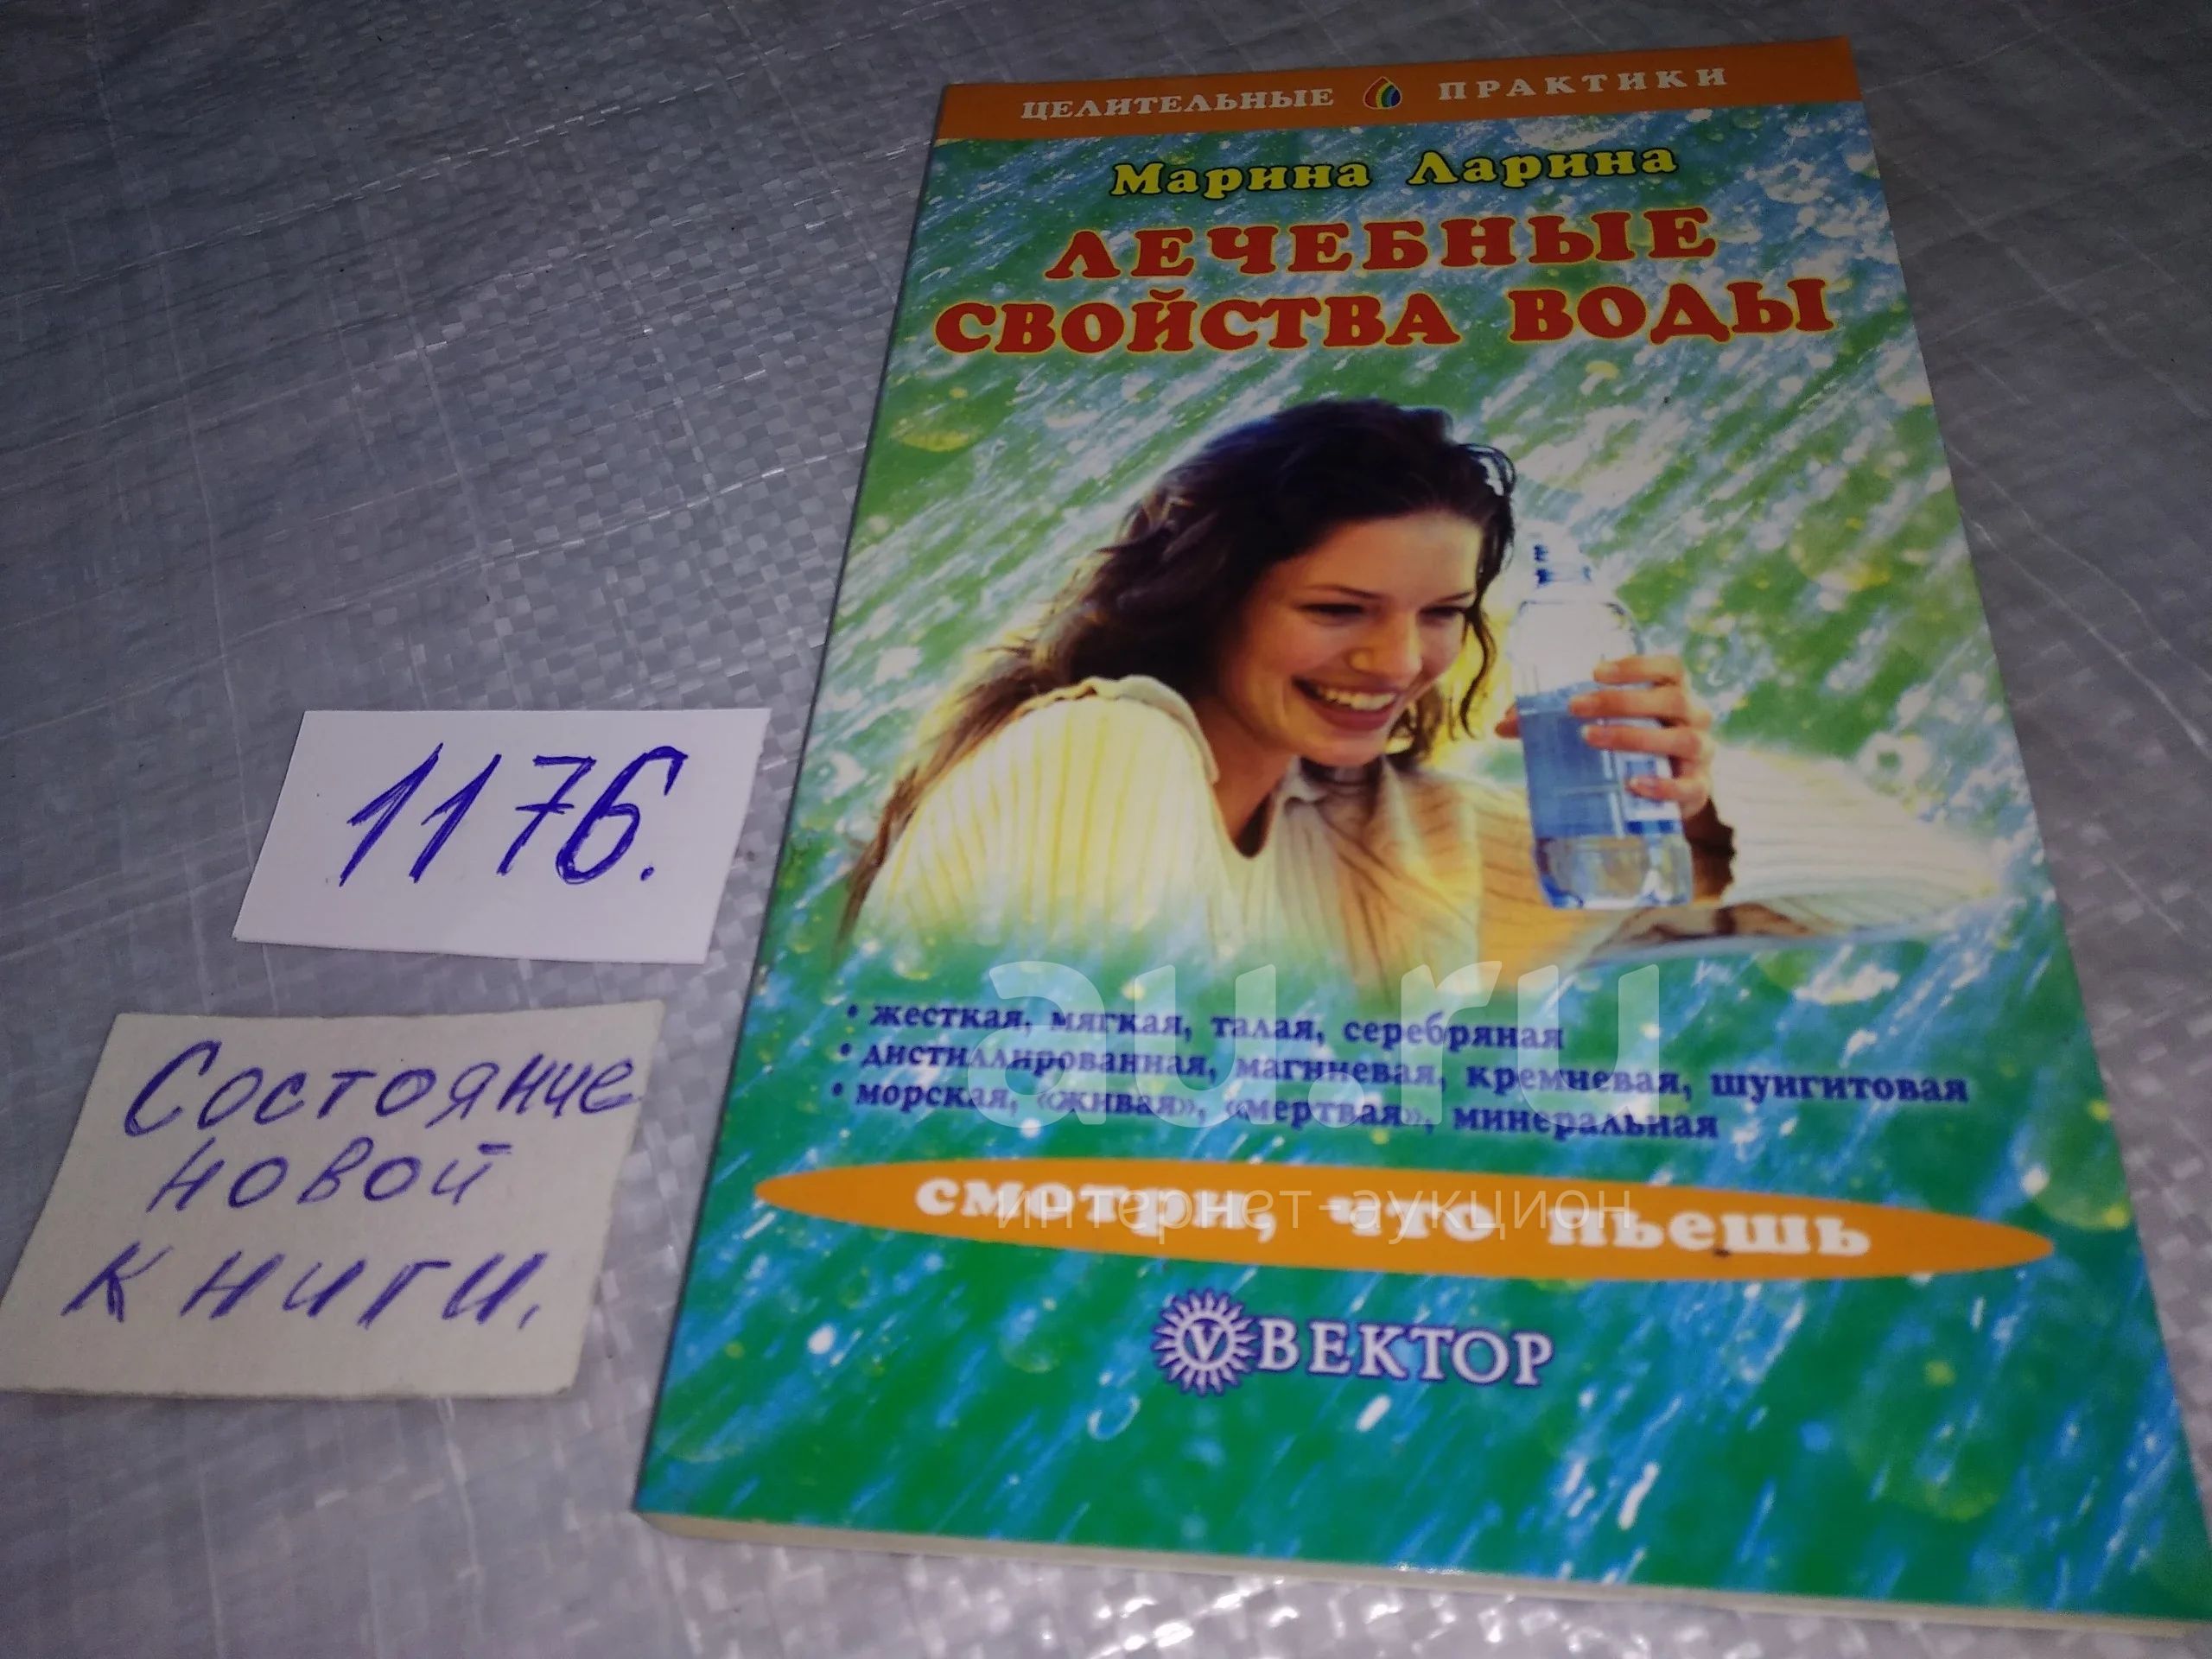 ЦЕЛИТЕЛЬНЫЕ ПРАКТИКИ
Марина Ларина
ЛЕЧЕБНЫЕ
СВОЙСТВА ВОДЫ
1176.
Состояние
новой
книги.
• жесткая, мягкая, талая, серебряная
• дистиллированная, магниевая, кремневая, шунгитовая
• морская, «живая», «мертвая», минеральная
au.ru
интернет-аукцион
смотри, что пьешь
V ВЕКТОР